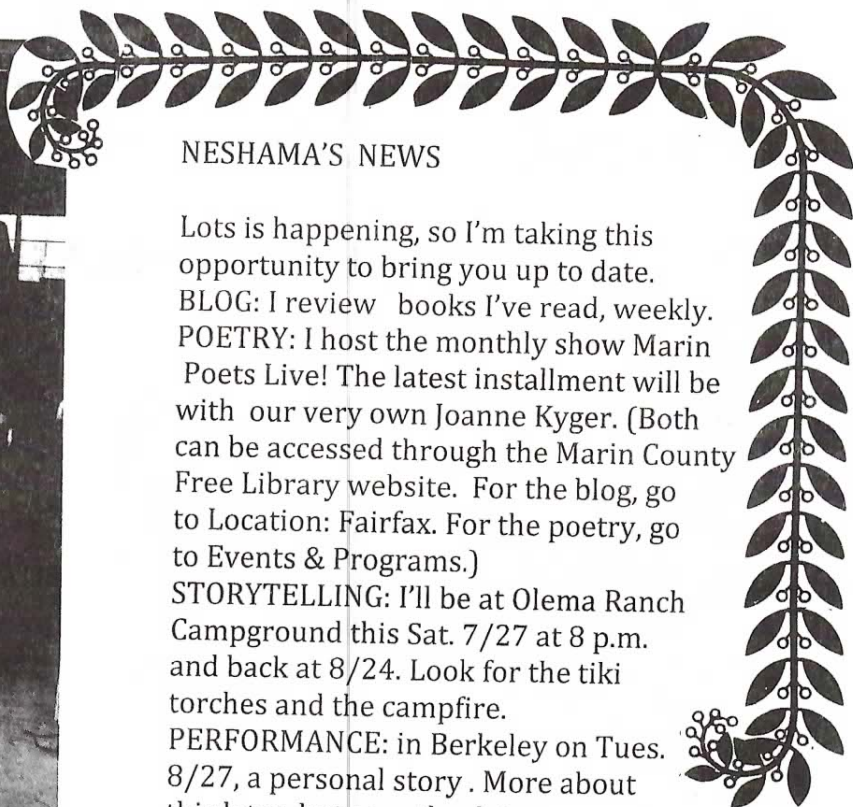 NESHAMA'S NEWS
Lots is happening, so I'm taking this
opportunity to bring you up to date.
BLOG: I review books I've read, weekly.
POETRY: I host the monthly show Marin
Poets Live! The latest installment will be
with our very own Joanne Kyger. (Both
can be accessed through the Marin County
Free Library website. For the blog, go
to Location: Fairfax. For the poetry, go
to Events & Programs.)
STORYTELLING: I'll be at Olema Ranch
Campground this Sat. 7/27 at 8 p.m.
and back at 8/24. Look for the tiki
torches and the campfire.
PERFORMANCE: in Berkeley on Tues.
8/27, a personal story . More about